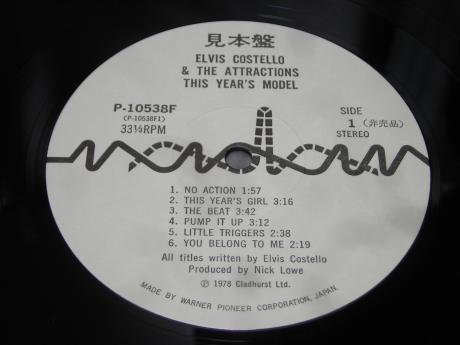 見本盤
ELVIS COSTELLO
& THE ATTRACTIONS
THIS YEAR'S MODEL
P-10538F
(P-10538F1)
33⅓RPM
SIDE
1 (非売品)
STEREO
1. NO ACTION 1:57
2. THIS YEAR'S GIRL 3:16
3. THE BEAT 3:42
4. PUMP IT UP 3:12
5. LITTLE TRIGGERS 2:38
6. YOU BELONG TO ME 2:19
All titles written by Elvis Costello
Produced by Nick Lowe
Ⓟ 1978 Cladhurst Ltd.
MADE BY WARNER PIONEER CORPORATION, JAPAN.